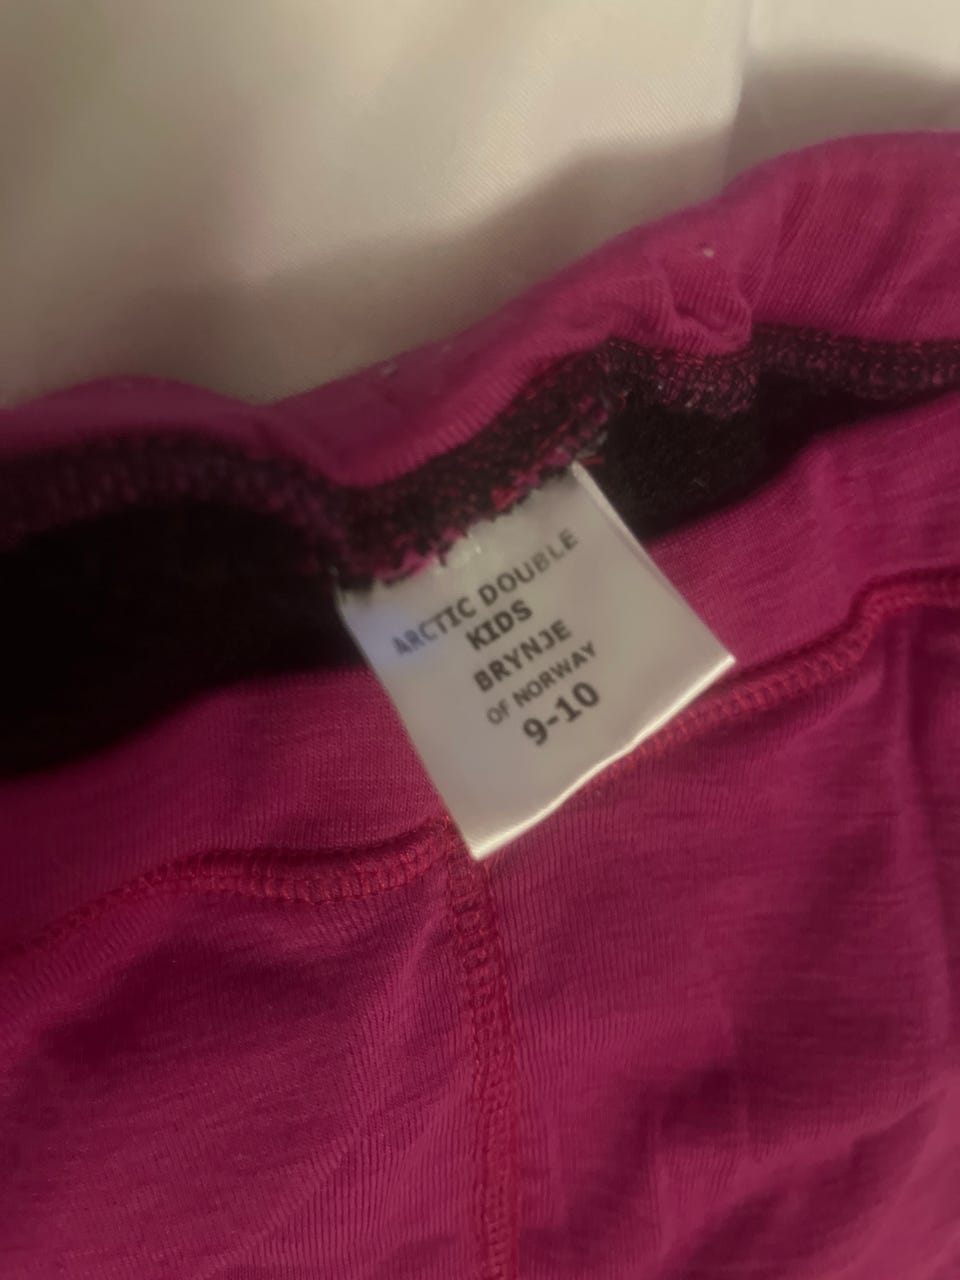 ARCTIC DOUBLE
KIDS
BRYNJE
OF NORWAY
9-10